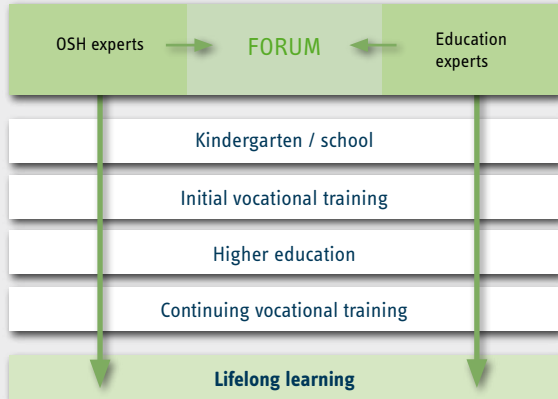 OSH experts
FORUM
Education
experts
Kindergarten / school
Initial vocational training
Higher education
Continuing vocational training
Lifelong learning